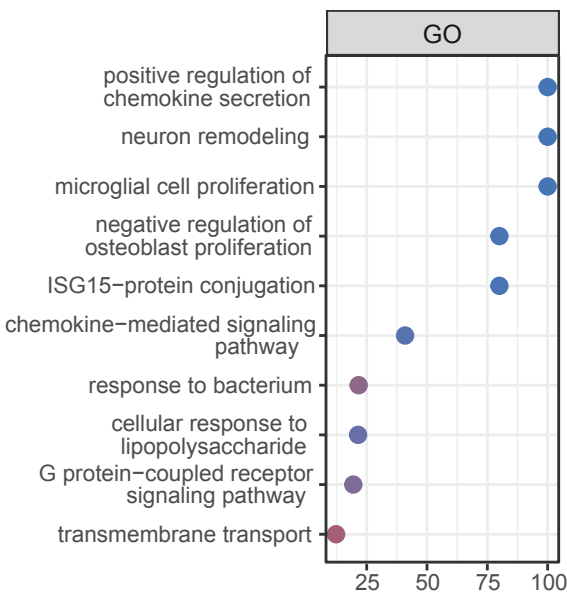 GO
positive regulation of
chemokine secretion
neuron remodeling
microglial cell proliferation
negative regulation of
osteoblast proliferation
ISG15−protein conjugation
chemokine−mediated signaling
pathway
response to bacterium
cellular response to
lipopolysaccharide
G protein−coupled receptor
signaling pathway
transmembrane transport
25 50 75 100